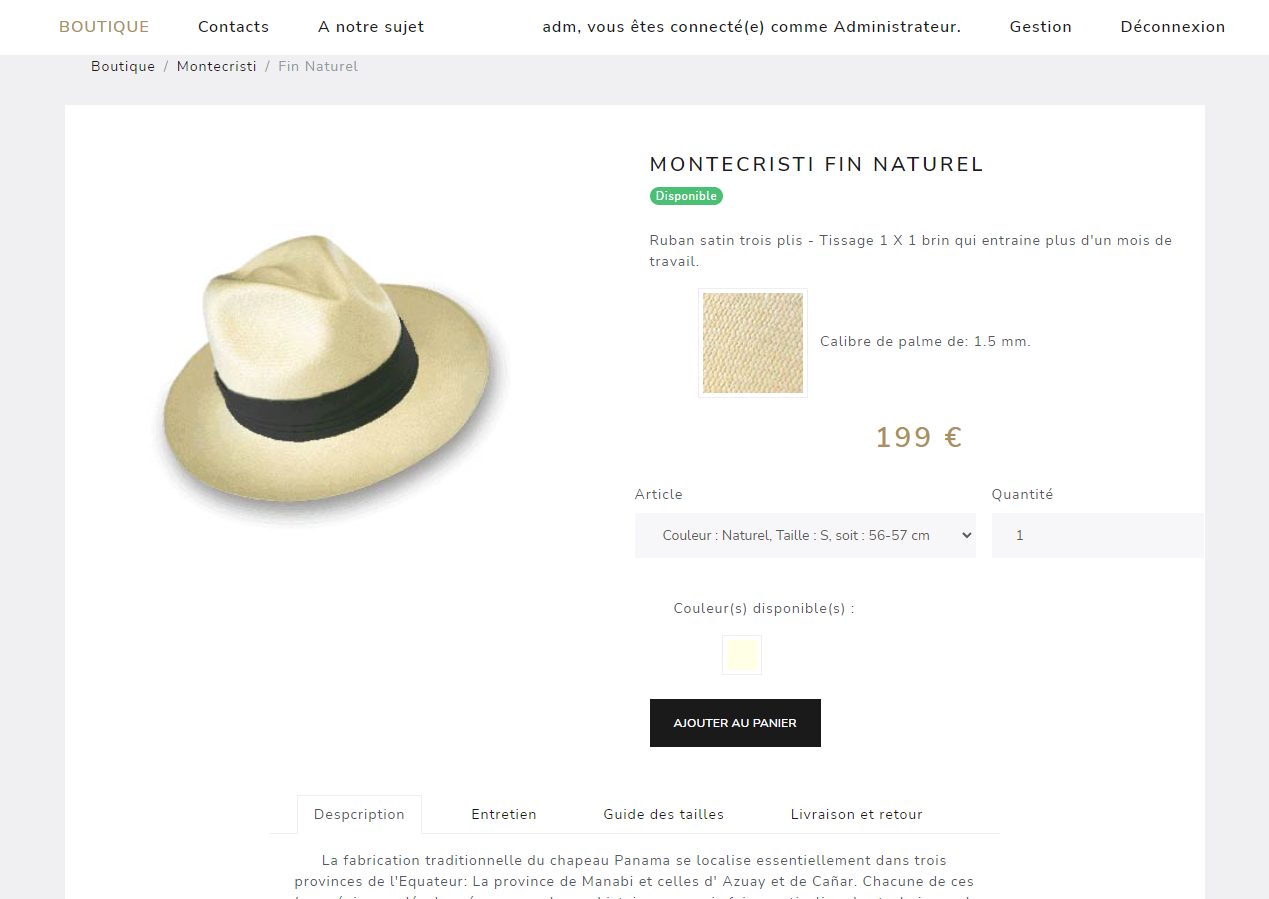 BOUTIQUE Contacts A notre sujet adm, vous êtes connecté(e) comme Administrateur. Gestion Déconnexion
Boutique / Montecristi / Fin Naturel
MONTECRISTI FIN NATUREL
Disponible
Ruban satin trois plis - Tissage 1 X 1 brin qui entraine plus d'un mois de
travail.
Calibre de palme de: 1.5 mm.
199 €
Article Quantité
Couleur : Naturel, Taille : S, soit : 56-57 cm 1
Couleur(s) disponible(s) :
AJOUTER AU PANIER
Despcription Entretien Guide des tailles Livraison et retour
La fabrication traditionnelle du chapeau Panama se localise essentiellement dans trois
provinces de l'Equateur: La province de Manabi et celles d' Azuay et de Cañar. Chacune de ces